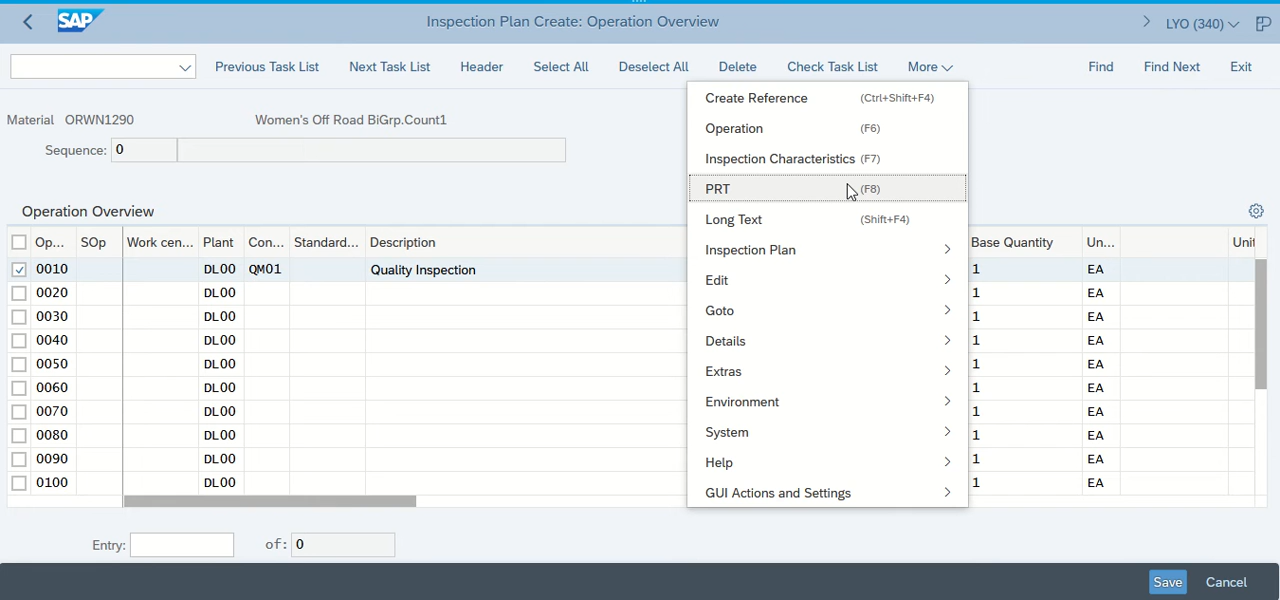 SAP Inspection Plan Create: Operation Overview LYO (340)
Previous Task List Next Task List Header Select All Deselect All Delete Check Task List More Find Find Next Exit
Material ORWN1290 Women's Off Road BiGrp.Count1
Sequence: 0
Operation Overview
Op... SOp Work cen... Plant Con... Standard... Description Base Quantity Un...
0010 DL00 QM01 Quality Inspection 1 EA
0020 DL00 1 EA
0030 DL00 1 EA
0040 DL00 1 EA
0050 DL00 1 EA
0060 DL00 1 EA
0070 DL00 1 EA
0080 DL00 1 EA
0090 DL00 1 EA
0100 DL00 1 EA
Create Reference (Ctrl+Shift+F4)
Operation (F6)
Inspection Characteristics (F7)
PRT (F8)
Long Text (Shift+F4)
Inspection Plan
Edit
Goto
Details
Extras
Environment
System
Help
GUI Actions and Settings
Entry: of: 0
Save Cancel